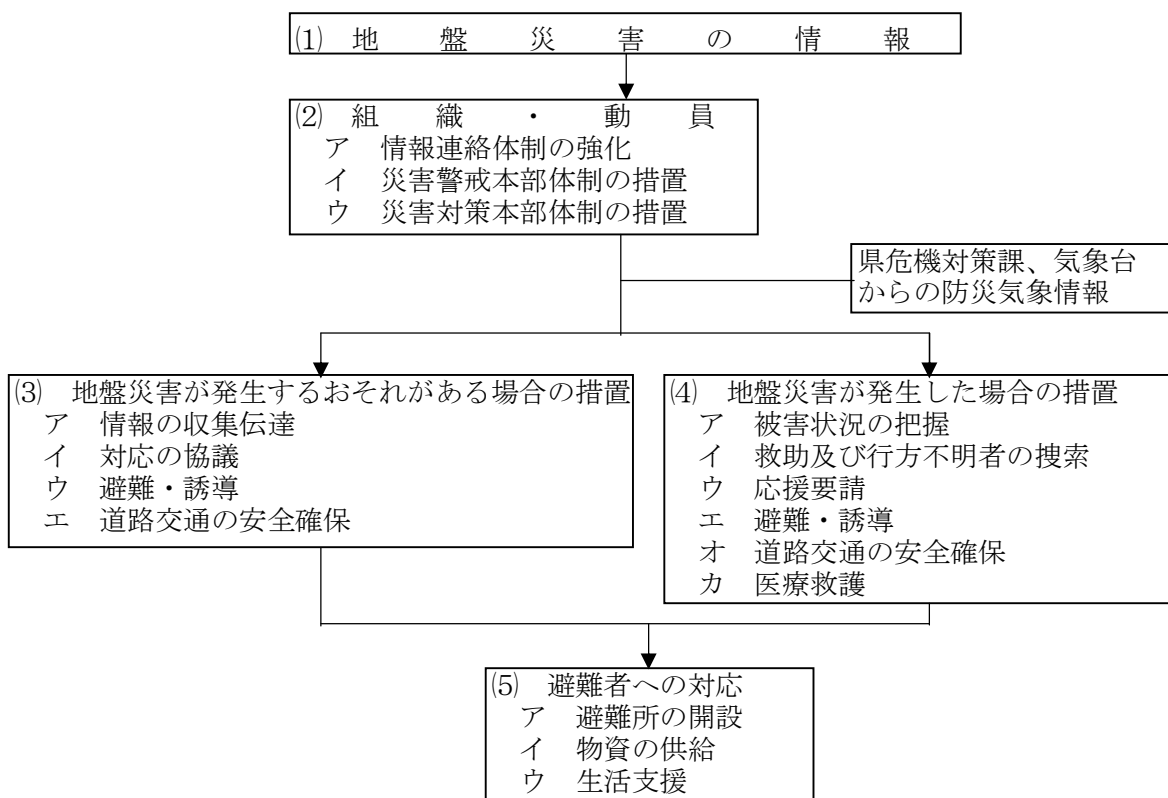 ⑴ 地盤災害の情報
⑵ 組織・動員
ア 情報連絡体制の強化
イ 災害警戒本部体制の措置
ウ 災害対策本部体制の措置
県危機対策課、気象台
からの防災気象情報
⑶ 地盤災害が発生するおそれがある場合の措置
ア 情報の収集伝達
イ 対応の協議
ウ 避難・誘導
エ 道路交通の安全確保
⑷ 地盤災害が発生した場合の措置
ア 被害状況の把握
イ 救助及び行方不明者の捜索
ウ 応援要請
エ 避難・誘導
オ 道路交通の安全確保
カ 医療救護
⑸ 避難者への対応
ア 避難所の開設
イ 物資の供給
ウ 生活支援